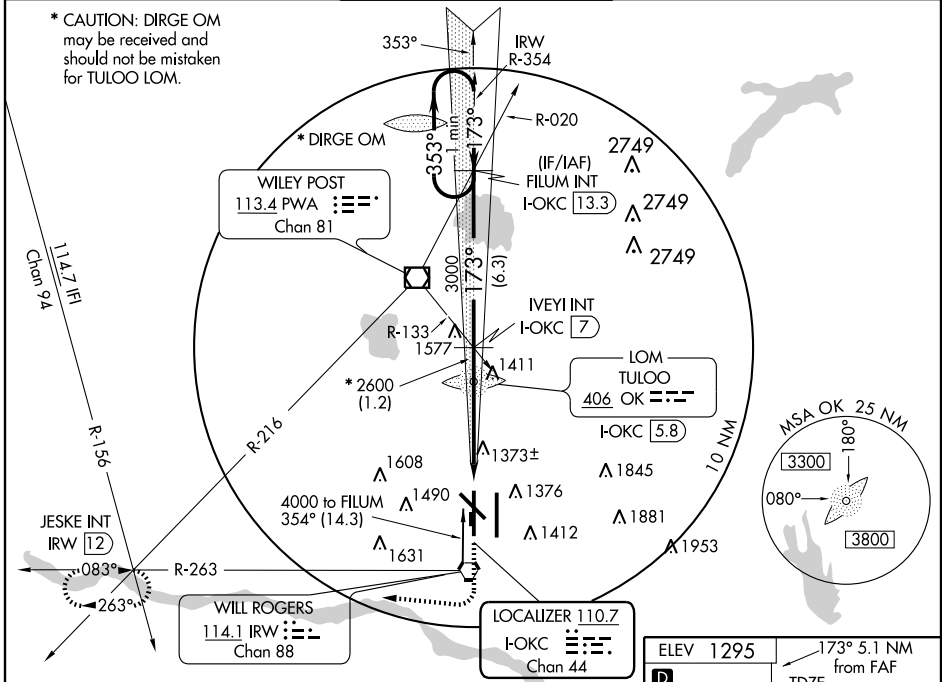 * CAUTION: DIRGE OM
may be received and
should not be mistaken
for TULOO LOM.
353°
IRW
R-354
R-020
* DIRGE OM
353°
1 min
173°
(IF/IAF)
FILUM INT
I-OKC 13.3
2749
2749
2749
WILEY POST
113.4 PWA
Chan 81
114.7 IFI
Chan 94
3000
173°
(6.3)
IVEYI INT
I-OKC 7
R-133
1577
1411
* 2600
(1.2)
LOM
TULOO
406 OK
I-OKC 5.8
10 NM
MSA OK 25 NM
180°
3300
080°
3800
R-156
R-216
1373±
1608
1845
1490
1376
4000 to FILUM
354° (14.3)
1412
1881
1631
1953
JESKE INT
IRW 12
083°
R-263
263°
WILL ROGERS
114.1 IRW
Chan 88
LOCALIZER 110.7
I-OKC
Chan 44
ELEV 1295
D
173° 5.1 NM
from FAF